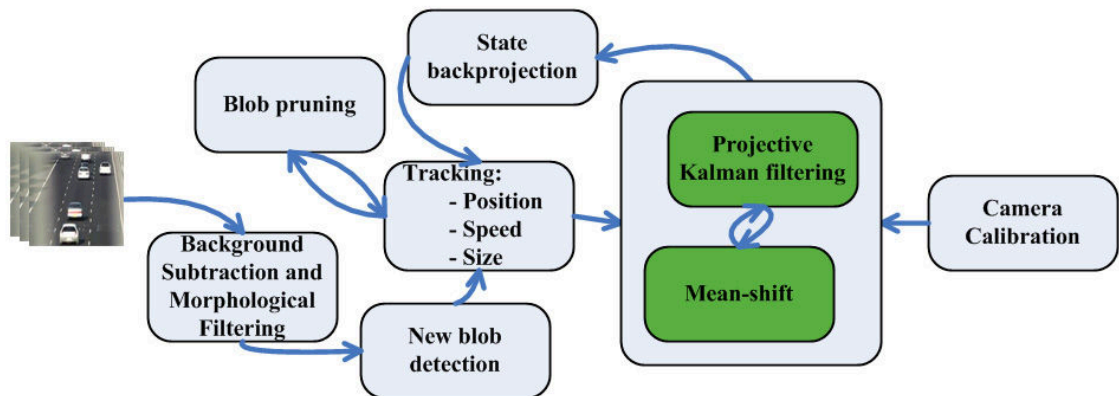 State
backprojection
Blob pruning
Projective
Kalman filtering
Tracking:
- Position
- Speed
- Size
Camera
Calibration
Background
Subtraction and
Morphological
Filtering
Mean-shift
New blob
detection